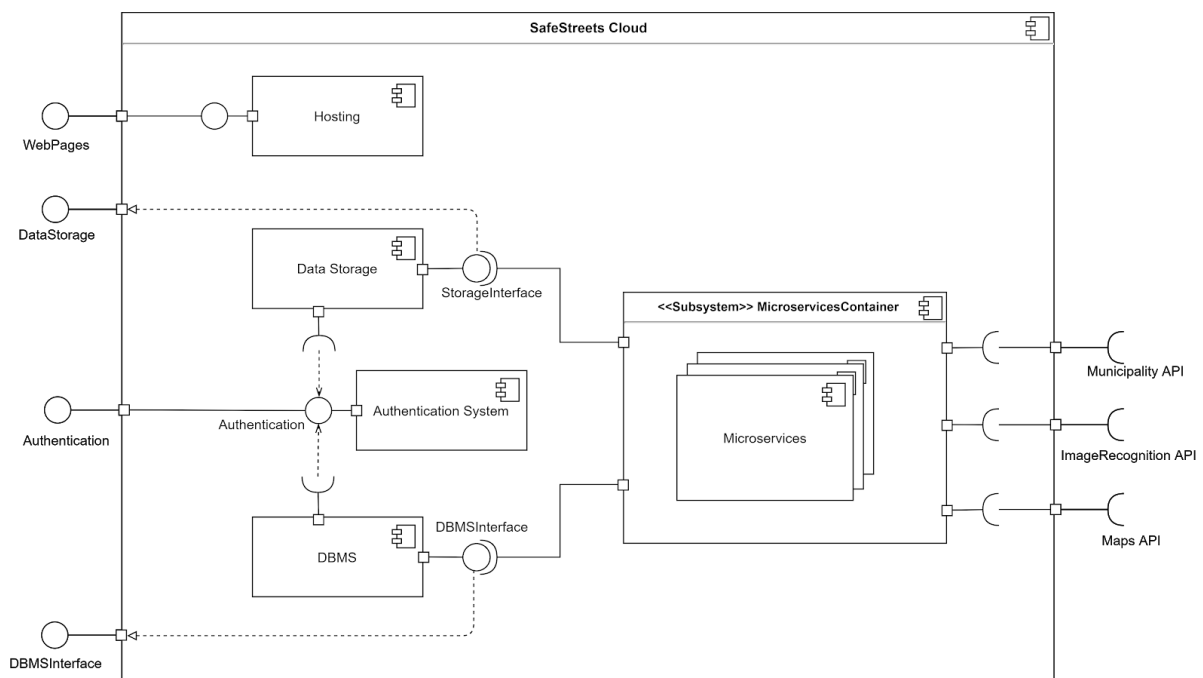 SafeStreets Cloud
Hosting
WebPages
DataStorage
Data Storage
StorageInterface
<<Subsystem>> MicroservicesContainer
Municipality API
Authentication System
Authentication
Authentication
Microservices
ImageRecognition API
DBMSInterface
Maps API
DBMS
DBMSInterface